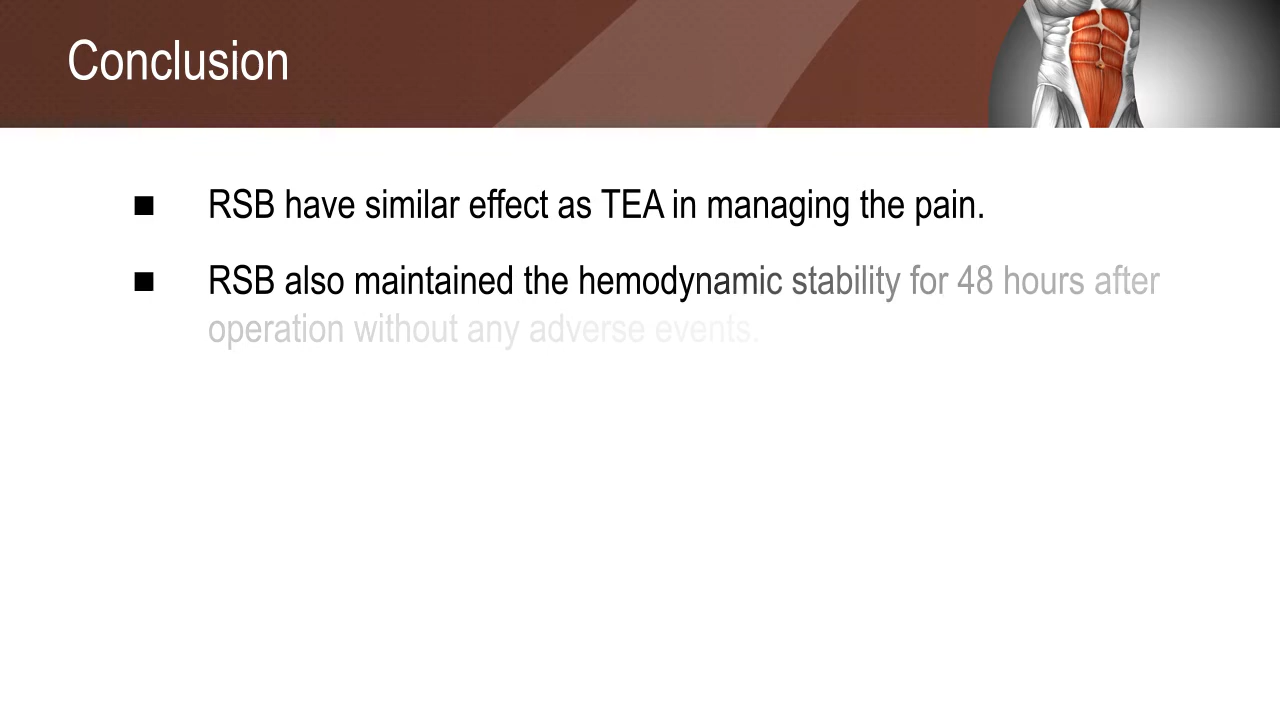 Conclusion
■ RSB have similar effect as TEA in managing the pain.
■ RSB also maintained the hemodynamic stability for 48 hours after
operation without any adverse events.